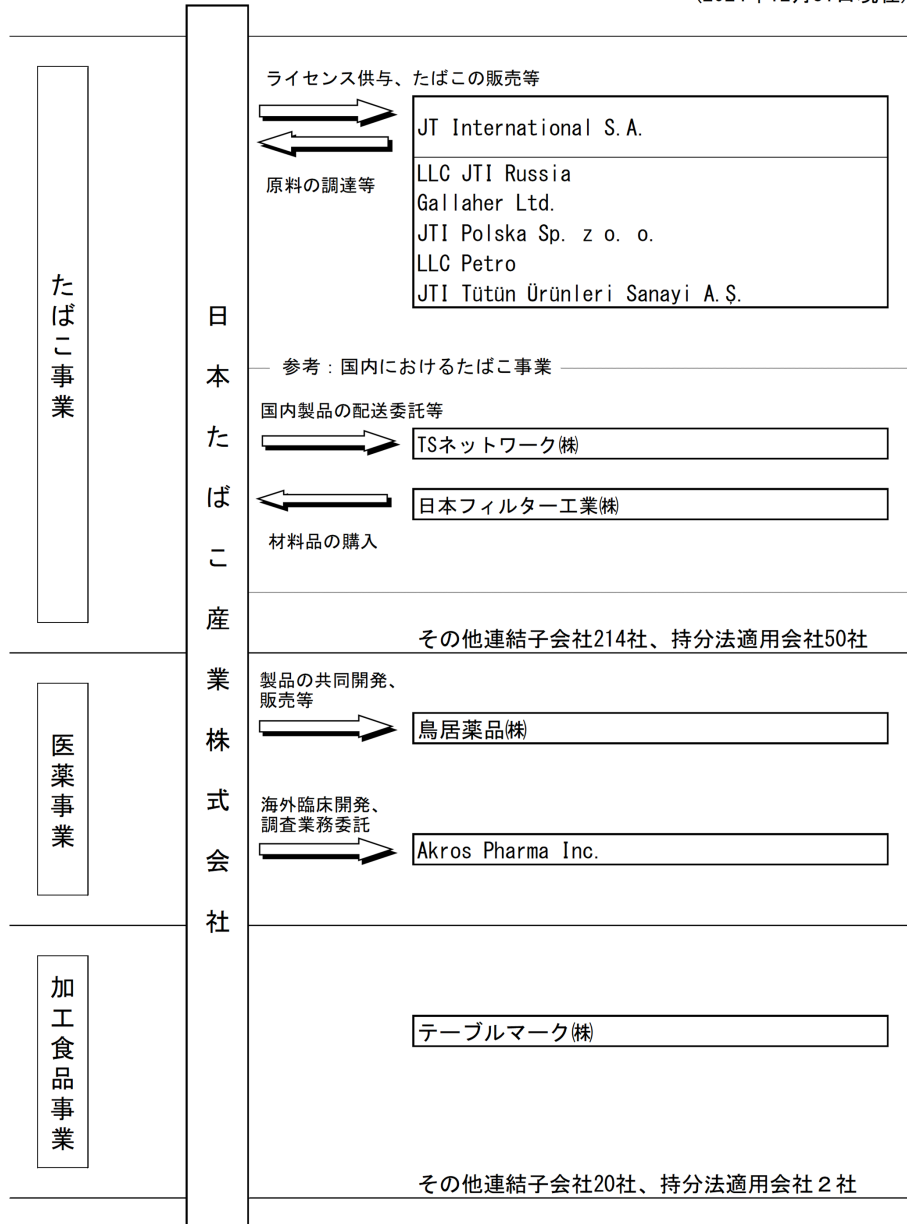 たばこ事業
日本たばこ産業株式会社
ライセンス供与、たばこの販売等
JT International S.A.
原料の調達等
LLC JTI Russia
Gallaher Ltd.
JTI Polska Sp. z o. o.
LLC Petro
JTI Tütün Ürünleri Sanayi A.Ş.
参考：国内におけるたばこ事業
国内製品の配送委託等
TSネットワーク㈱
日本フィルター工業㈱
材料品の購入
その他連結子会社214社、持分法適用会社50社
医薬事業
製品の共同開発、
販売等
鳥居薬品㈱
海外臨床開発、
調査業務委託
Akros Pharma Inc.
加工食品事業
テーブルマーク㈱
その他連結子会社20社、持分法適用会社２社